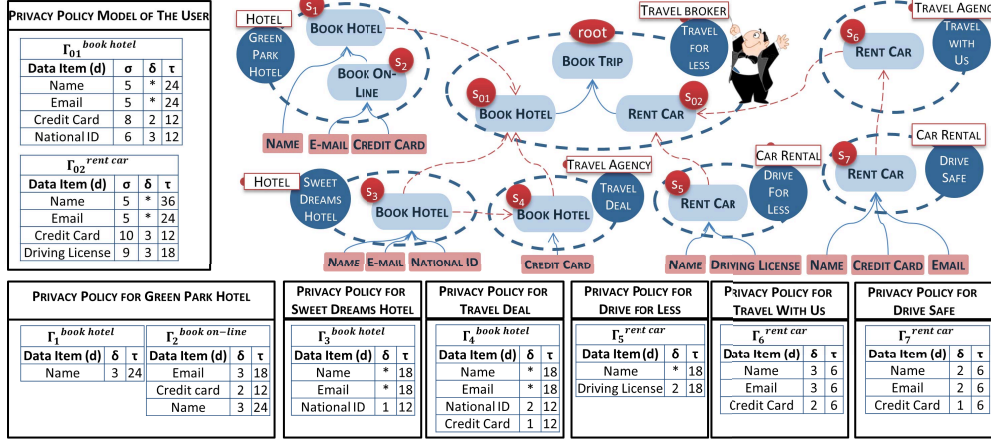 PRIVACY POLICY MODEL OF THE USER
Γ01 book hotel
Data Item (d) σ δ τ
Name 5 * 24
Email 5 * 24
Credit Card 8 2 12
National ID 6 3 12
Γ02 rent car
Data Item (d) σ δ τ
Name 5 * 36
Email 5 * 24
Credit Card 10 3 12
Driving License 9 3 18
HOTEL
GREEN PARK HOTEL
S1
BOOK HOTEL
S2
BOOK ON-LINE
NAME
E-MAIL
CREDIT CARD
root
BOOK TRIP
TRAVEL BROKER
TRAVEL FOR LESS
S01
BOOK HOTEL
S02
RENT CAR
TRAVEL AGENCY
TRAVEL WITH US
S6
RENT CAR
HOTEL
SWEET DREAMS HOTEL
S3
BOOK HOTEL
NAME
E-MAIL
NATIONAL ID
TRAVEL AGENCY
TRAVEL DEAL
S4
BOOK HOTEL
CREDIT CARD
CAR RENTAL
DRIVE FOR LESS
S5
RENT CAR
NAME
DRIVING LICENSE
CAR RENTAL
DRIVE SAFE
S7
RENT CAR
NAME
CREDIT CARD
EMAIL
PRIVACY POLICY FOR GREEN PARK HOTEL
Γ1 book hotel
Data Item (d) δ τ
Name 3 24
Γ2 book on-line
Data Item (d) δ τ
Email 3 18
Credit card 2 12
Name 3 24
PRIVACY POLICY FOR
SWEET DREAMS HOTEL
Γ3 book hotel
Data Item (d) δ τ
Name * 18
Email * 18
National ID 1 12
PRIVACY POLICY FOR
TRAVEL DEAL
Γ4 book hotel
Data Item (d) δ τ
Name * 18
Email * 18
National ID 2 12
Credit Card 1 12
PRIVACY POLICY FOR
DRIVE FOR LESS
Γ5 rent car
Data Item (d) δ τ
Name * 18
Driving License 2 18
PRIVACY POLICY FOR
TRAVEL WITH US
Γ6 rent car
Data Item (d) δ τ
Name 3 6
Email 3 6
Credit Card 2 6
PRIVACY POLICY FOR
DRIVE SAFE
Γ7 rent car
Data Item (d) δ τ
Name 2 6
Email 2 6
Credit Card 1 6